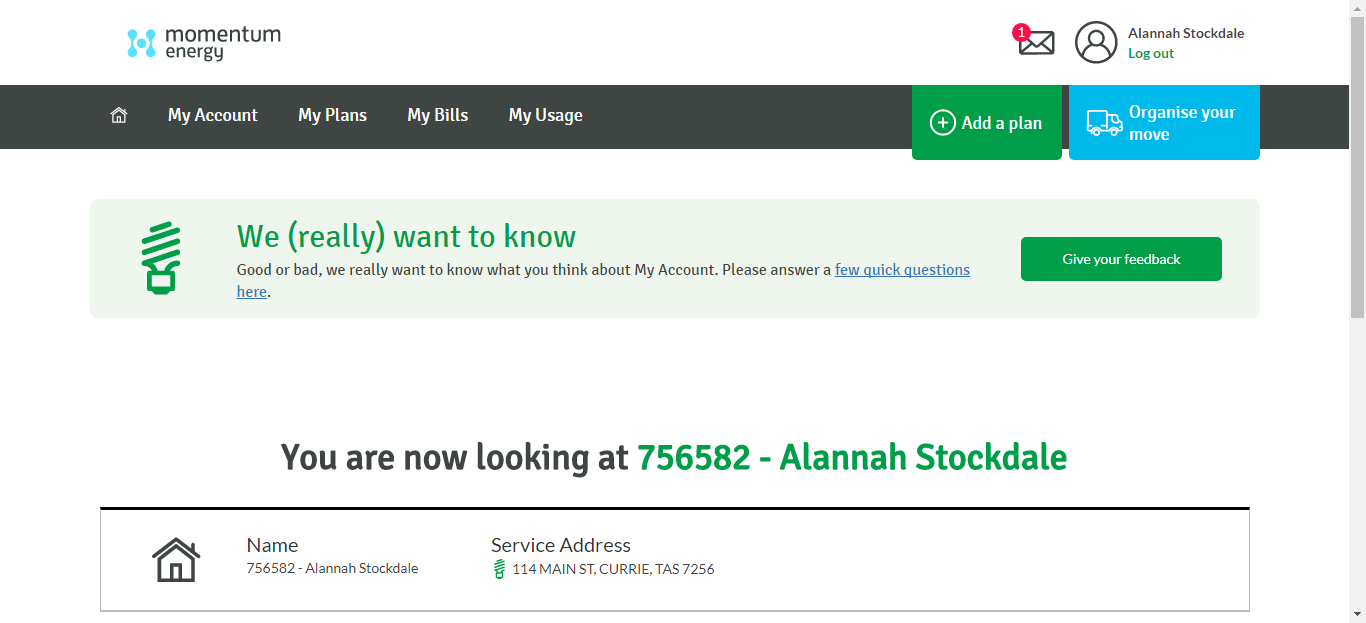 momentum
energy
1
Alannah Stockdale
Log out
My Account
My Plans
My Bills
My Usage
Add a plan
Organise your
move
We (really) want to know
Good or bad, we really want to know what you think about My Account. Please answer a few quick questions
here.
Give your feedback
You are now looking at 756582 - Alannah Stockdale
Name
756582 - Alannah Stockdale
Service Address
114 MAIN ST, CURRIE, TAS 7256